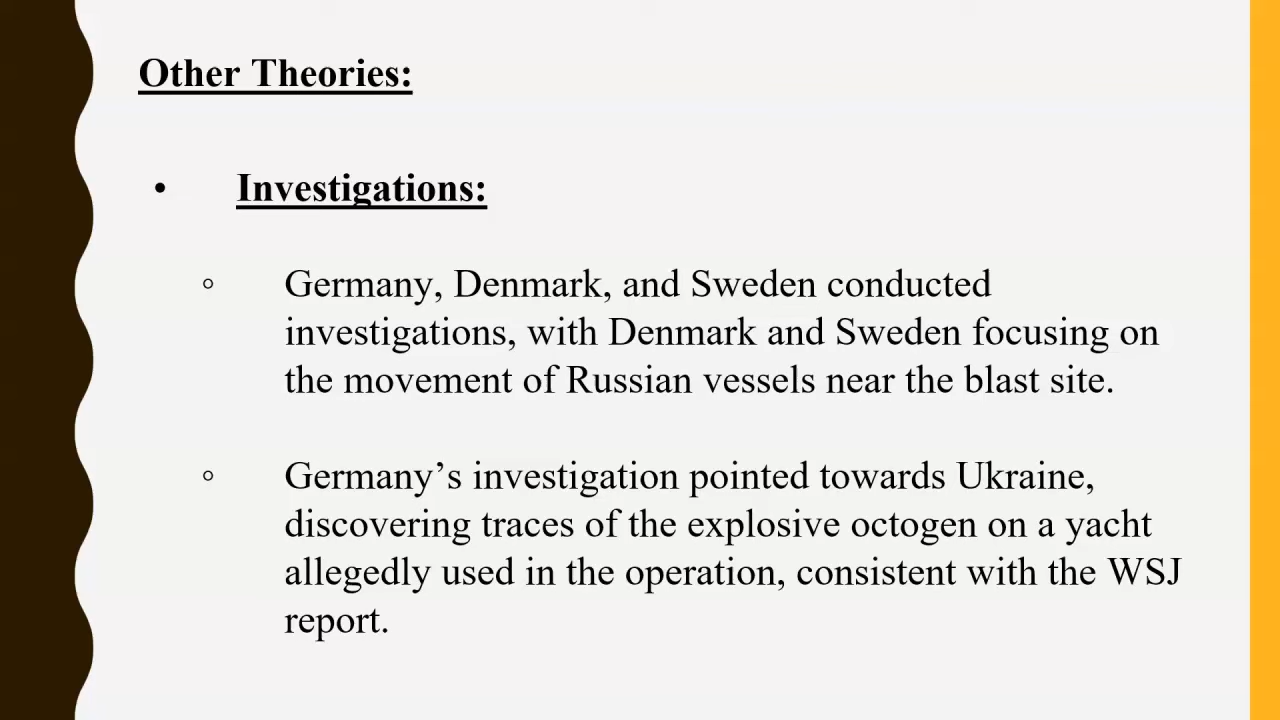 Other Theories:
• Investigations:
◦ Germany, Denmark, and Sweden conducted
investigations, with Denmark and Sweden focusing on
the movement of Russian vessels near the blast site.
◦ Germany’s investigation pointed towards Ukraine,
discovering traces of the explosive octogen on a yacht
allegedly used in the operation, consistent with the WSJ
report.